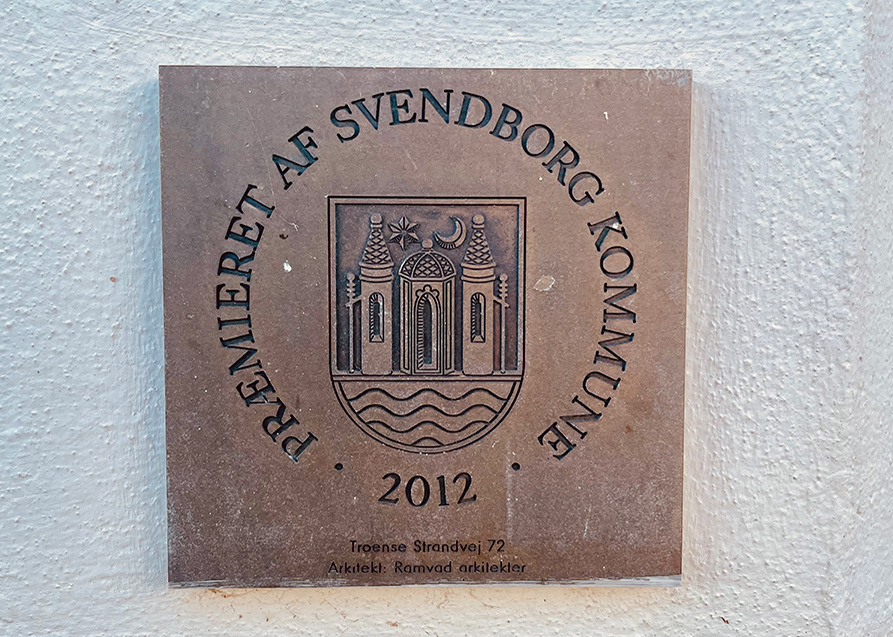 PRÆMIERET AF SVENDBORG KOMMUNE
· 2012 ·
Troense Strandvej 72
Arkitekt: Ramvad arkitekter